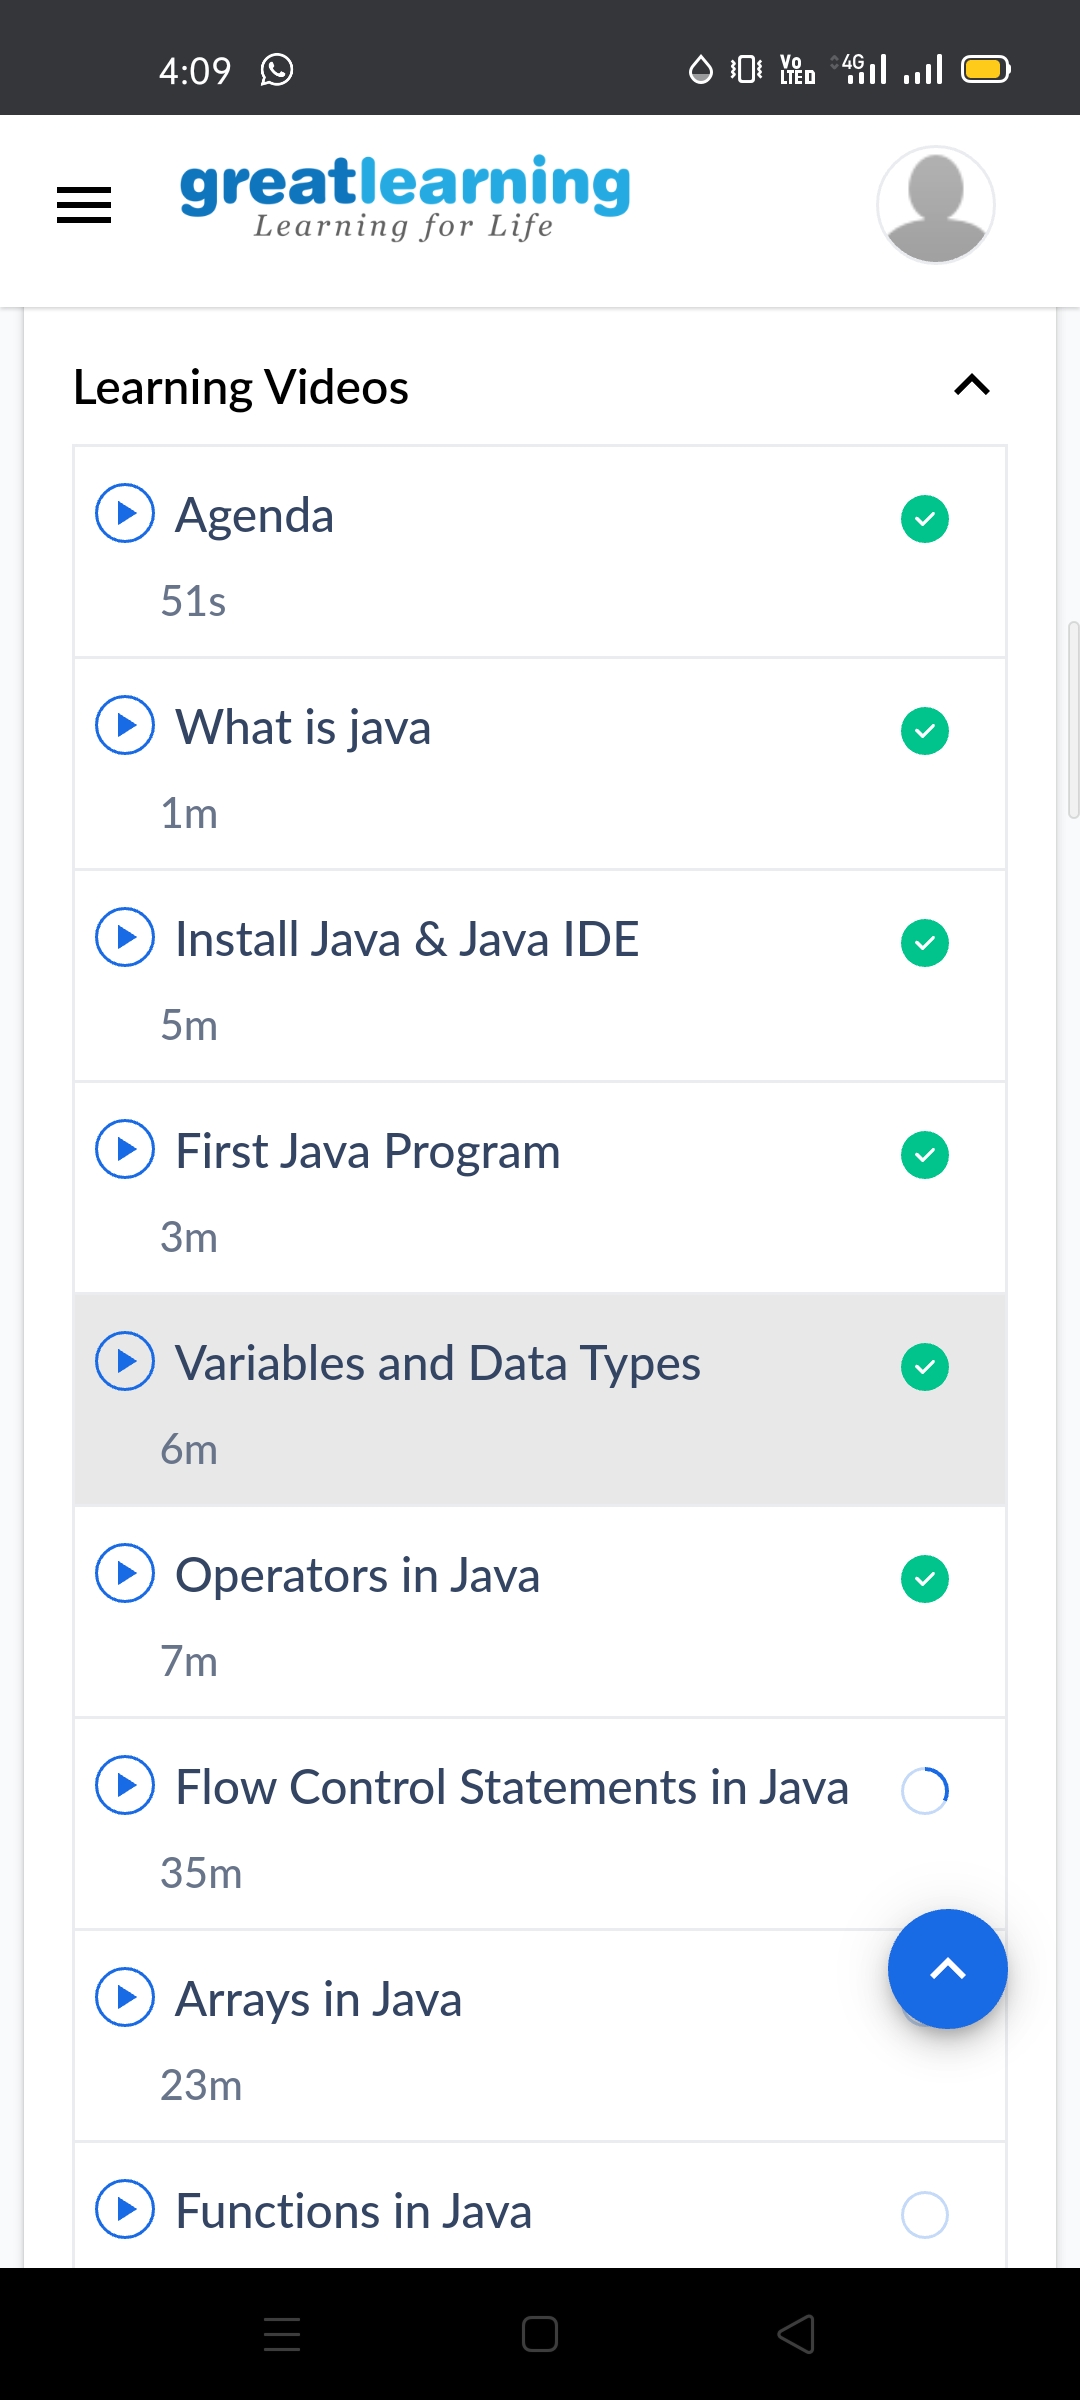 4:09
Vo LTED 4G
greatlearning
Learning for Life
Learning Videos
Agenda
51s
What is java
1m
Install Java & Java IDE
5m
First Java Program
3m
Variables and Data Types
6m
Operators in Java
7m
Flow Control Statements in Java
35m
Arrays in Java
23m
Functions in Java